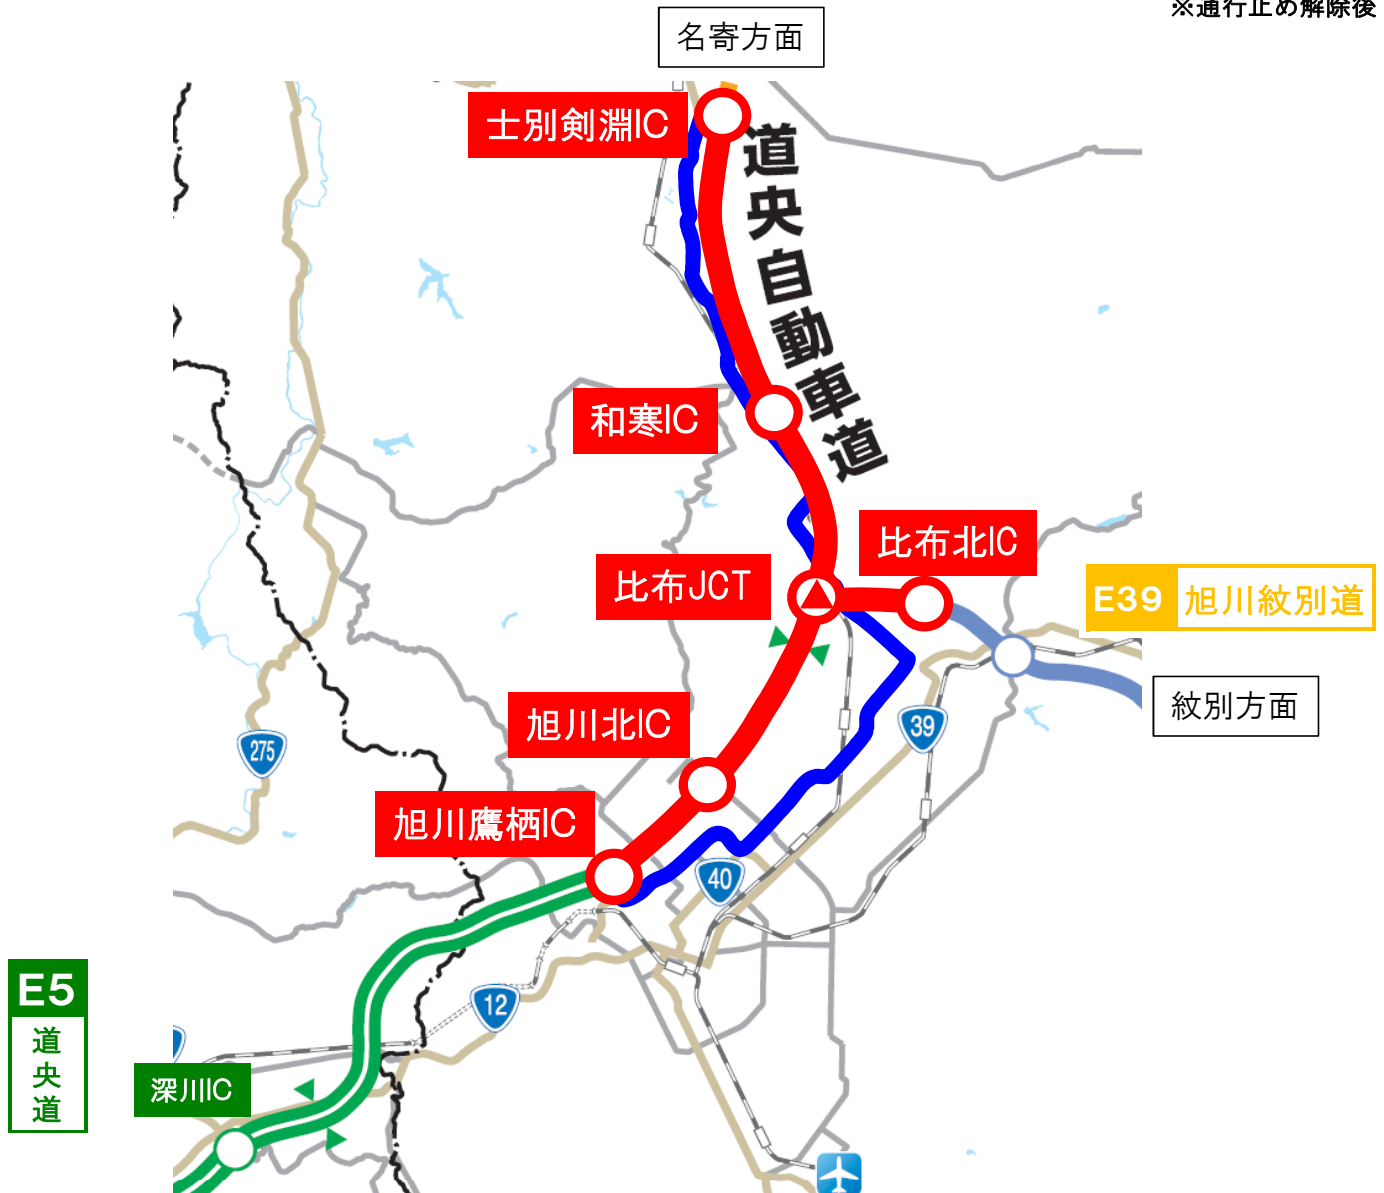 ※通行止め解除後
名寄方面
士別剣淵IC
道央自動車道
和寒IC
比布北IC
比布JCT
E39 旭川紋別道
紋別方面
旭川北IC
39
275
旭川鷹栖IC
40
E5
道央道
12
深川IC